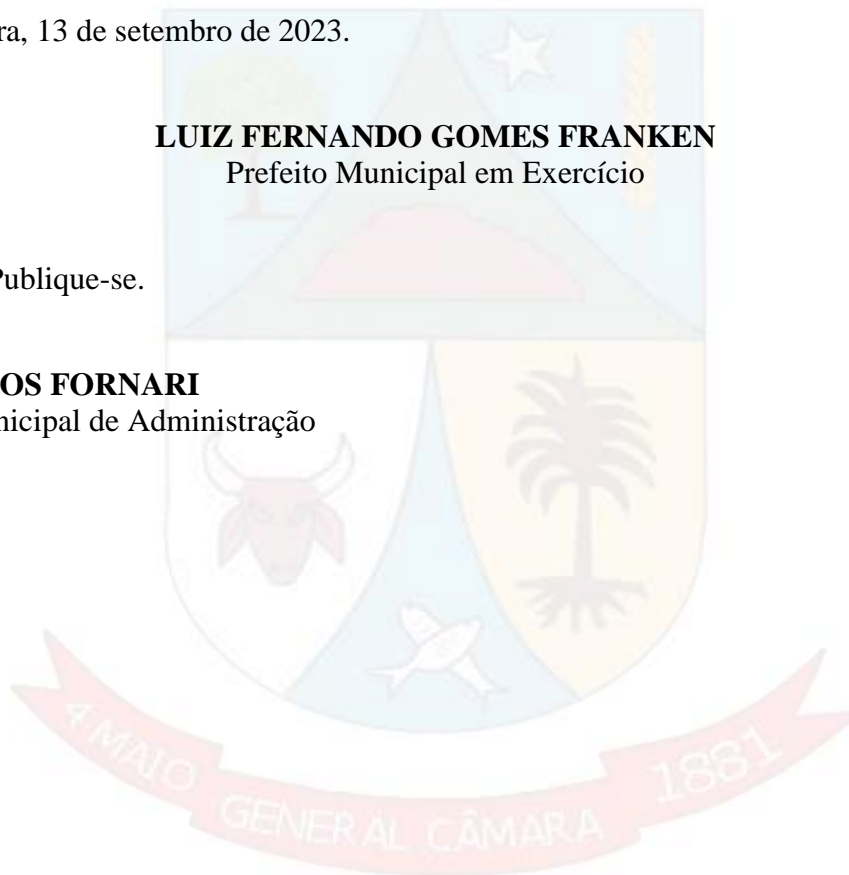 ra, 13 de setembro de 2023.
LUIZ FERNANDO GOMES FRANKEN
Prefeito Municipal em Exercício
Publique-se.
OS FORNARI
nicipal de Administração
4 MAIO GENERAL CÂMARA 1881